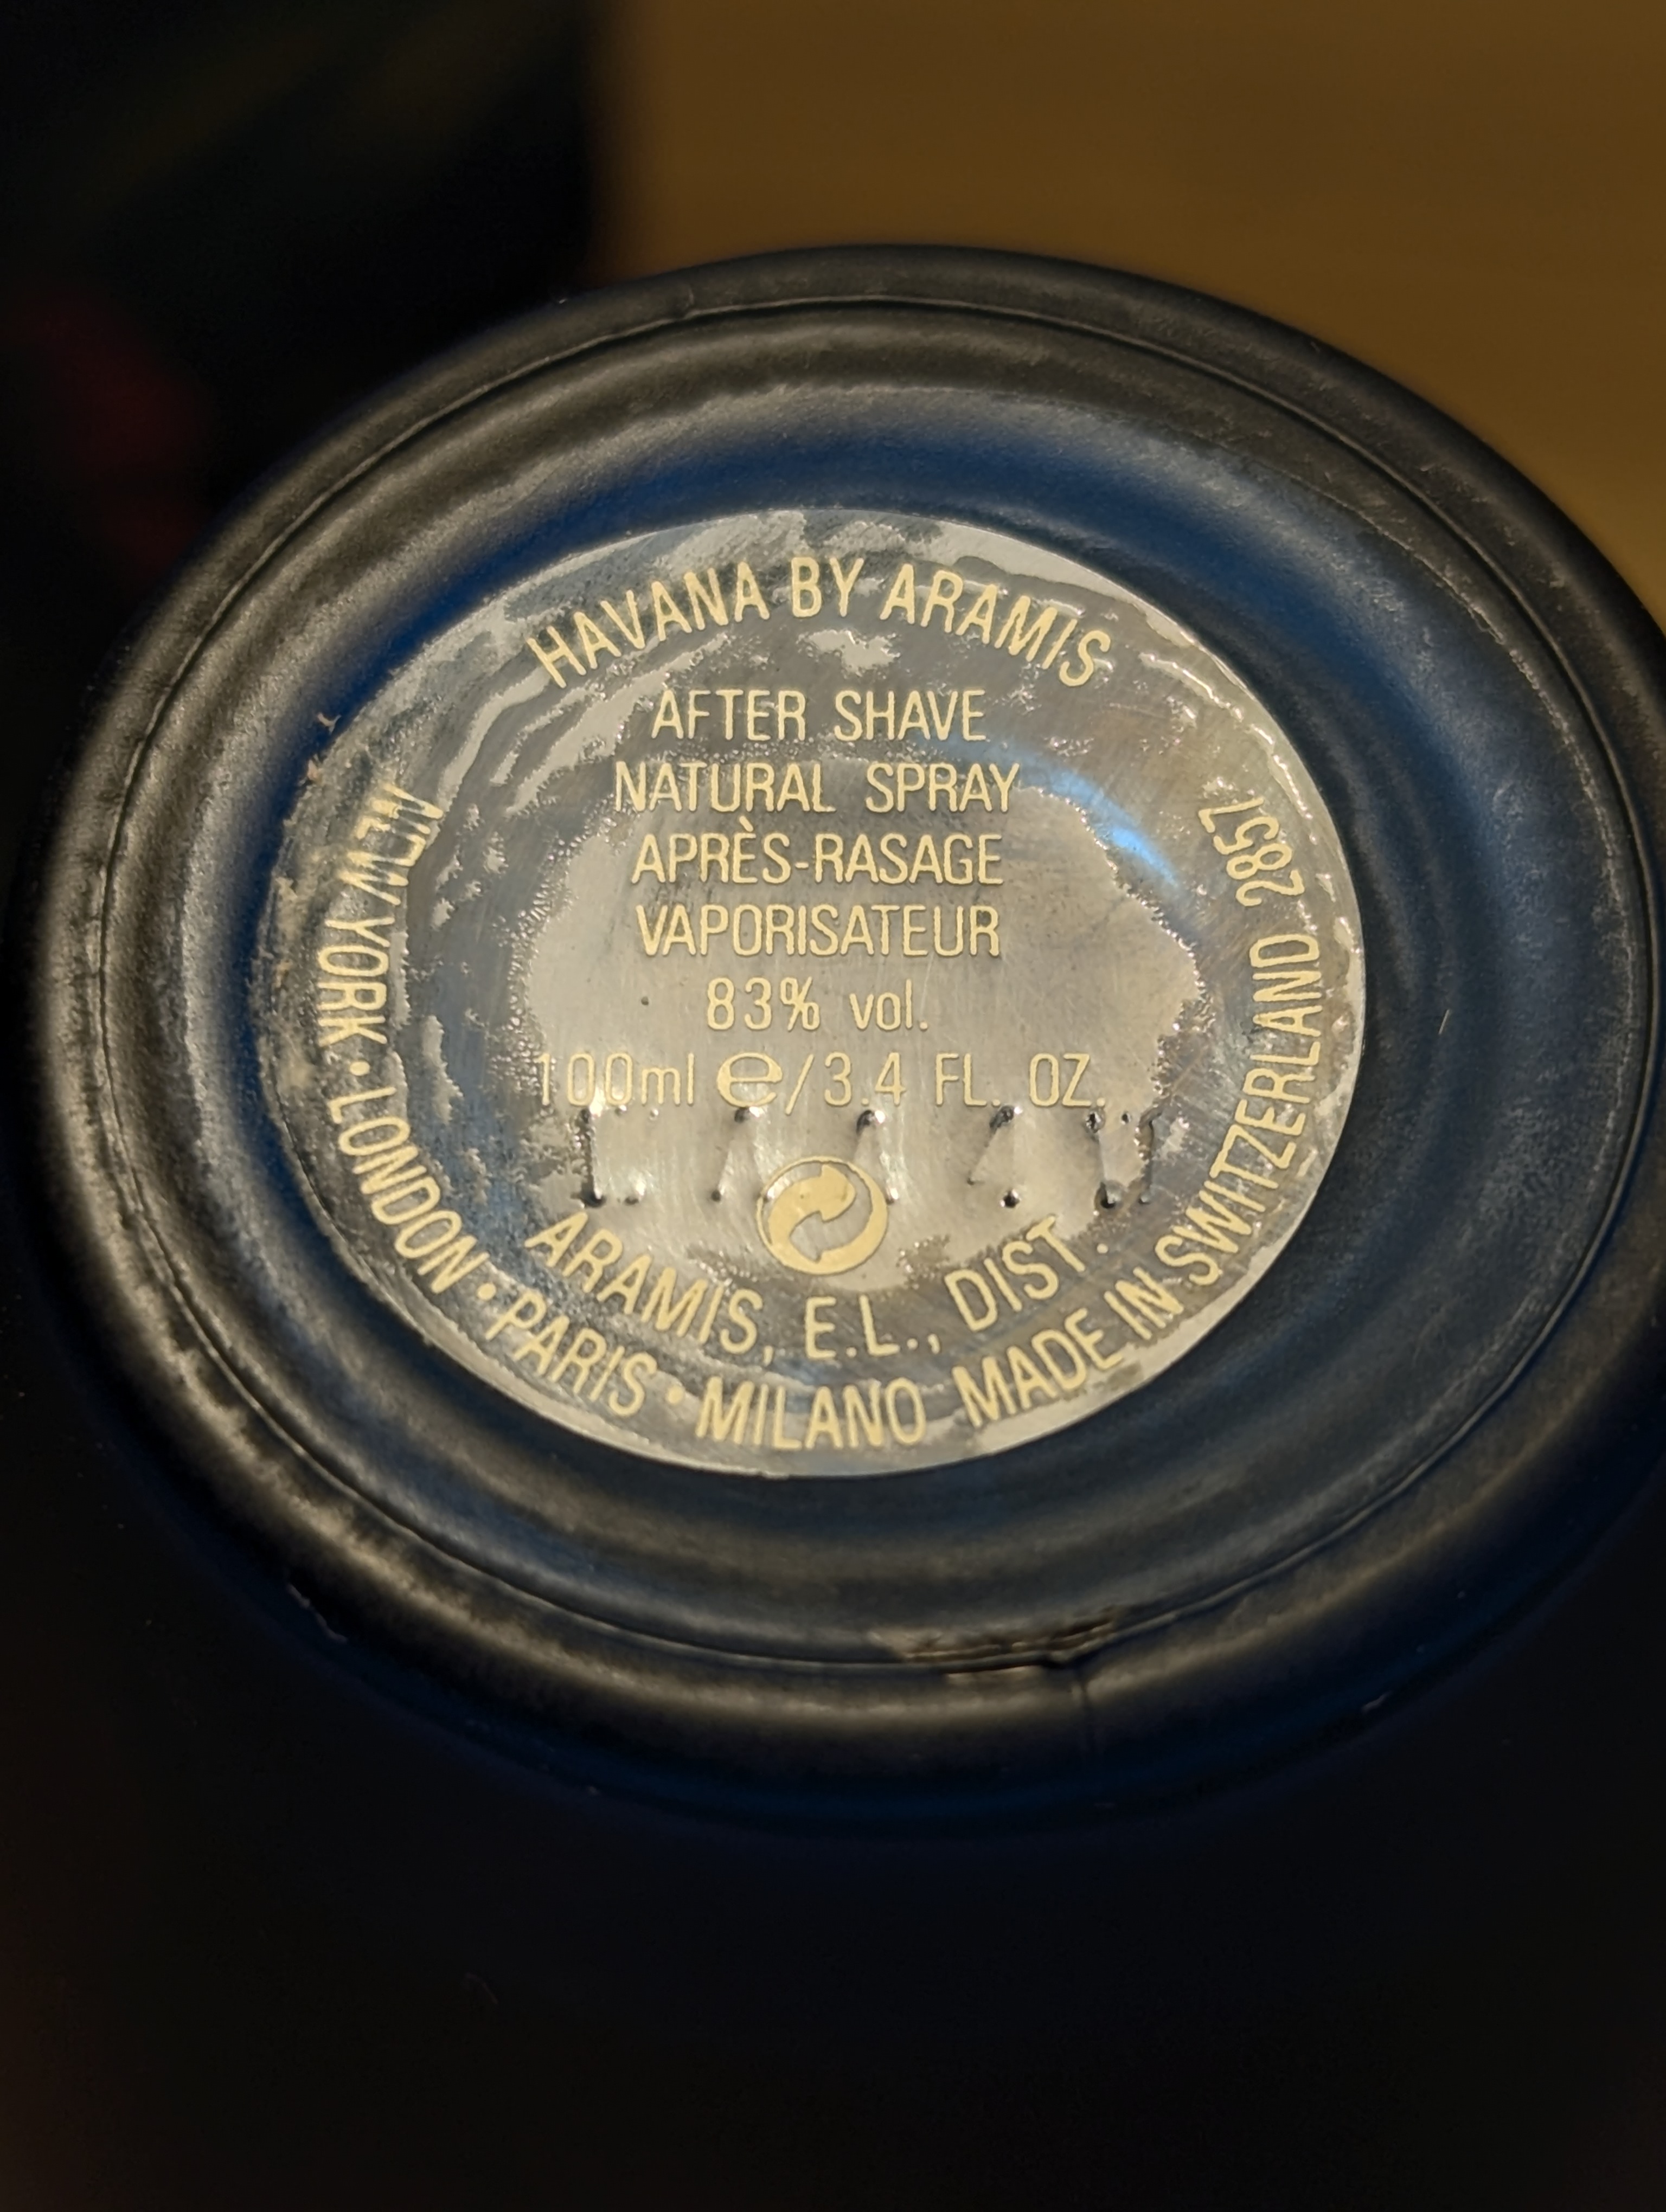 HAVANA BY ARAMIS
AFTER SHAVE
NATURAL SPRAY
APRÈS-RASAGE
VAPORISATEUR
83% vol.
100ml ℮/3.4 FL. OZ.
ARAMIS, E.L., DIST.
NEW YORK • LONDON • PARIS • MILANO MADE IN SWITZERLAND 2857